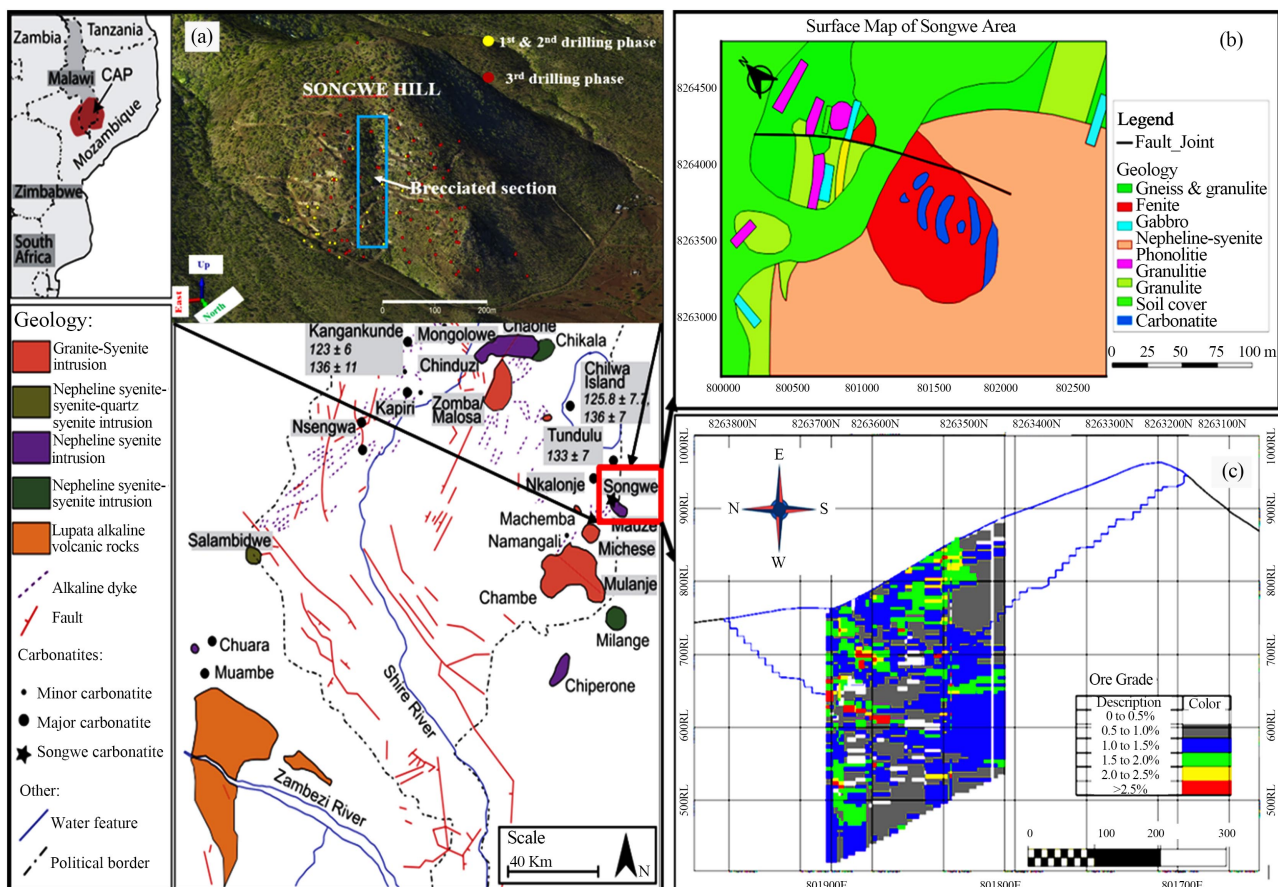 Zambia
Tanzania
Malawi
CAP
Mozambique
Zimbabwe
South
Africa
(a)
1st & 2nd drilling phase
3rd drilling phase
SONGWE HILL
Brecciated section
Up
East
North
0 100 200m
Geology:
Granite-Syenite
intrusion
Nepheline syenite-
syenite-quartz
syenite intrusion
Nepheline syenite
intrusion
Nepheline syenite-
syenite intrusion
Lupata alkaline
volcanic rocks
Alkaline dyke
Fault
Carbonatites:
Minor carbonatite
Major carbonatite
Songwe carbonatite
Other:
Water feature
Political border
Kangankunde
123 ± 6
136 ± 11
Mongolowe
Chaone
Chikala
Chinduzi
Chilwa
Island
125.8 ± 7.7,
136 ± 7
Zomba/
Malosa
Kapiri
Nsengwa
Tundulu
133 ± 7
Nkalonje
Songwe
Mauze
Machemba
Namangali
Michese
Salambidwe
Mulanje
Chambe
Milange
Chuara
Muambe
Chiperone
Shire River
Zambezi River
Scale
40 Km
N
Surface Map of Songwe Area
(b)
N
8264500
8264000
8263500
8263000
800000 800500 801000 801500 802000 802500
Legend
Fault_Joint
Geology
Gneiss & granulite
Fenite
Gabbro
Nepheline-syenite
Phonolitie
Granulitie
Granulite
Soil cover
Carbonatite
0 25 50 75 100 m
8263800N 8263700N 8263600N 8263500N 8263400N 8263300N 8263200N 8263100N
(c)
1000RL
900RL
800RL
700RL
600RL
500RL
E
N
S
W
Ore Grade
Description Color
0 to 0.5%
0.5 to 1.0%
1.0 to 1.5%
1.5 to 2.0%
2.0 to 2.5%
>2.5%
0 100 200 300
801900E 801800E 801700E